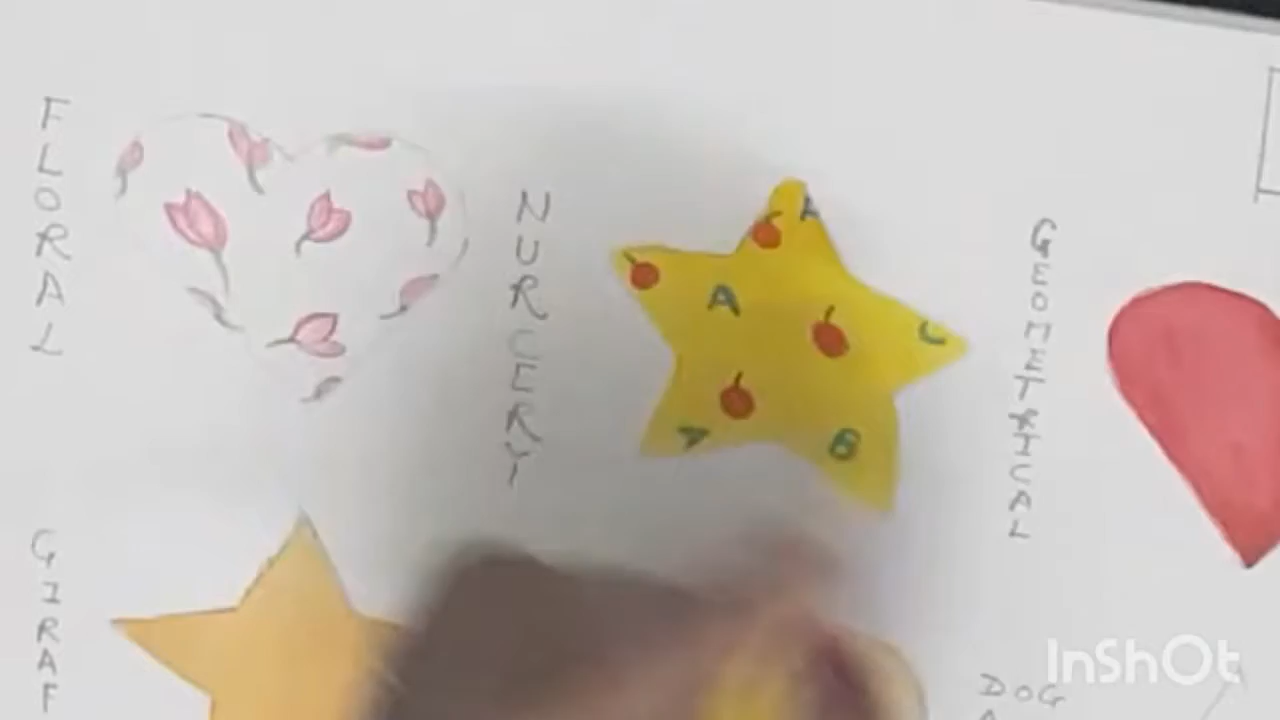 FLORAL
NURCERY
A
A
C
A
B
GEOMETRICAL
GIRAF
DOG
InShOt